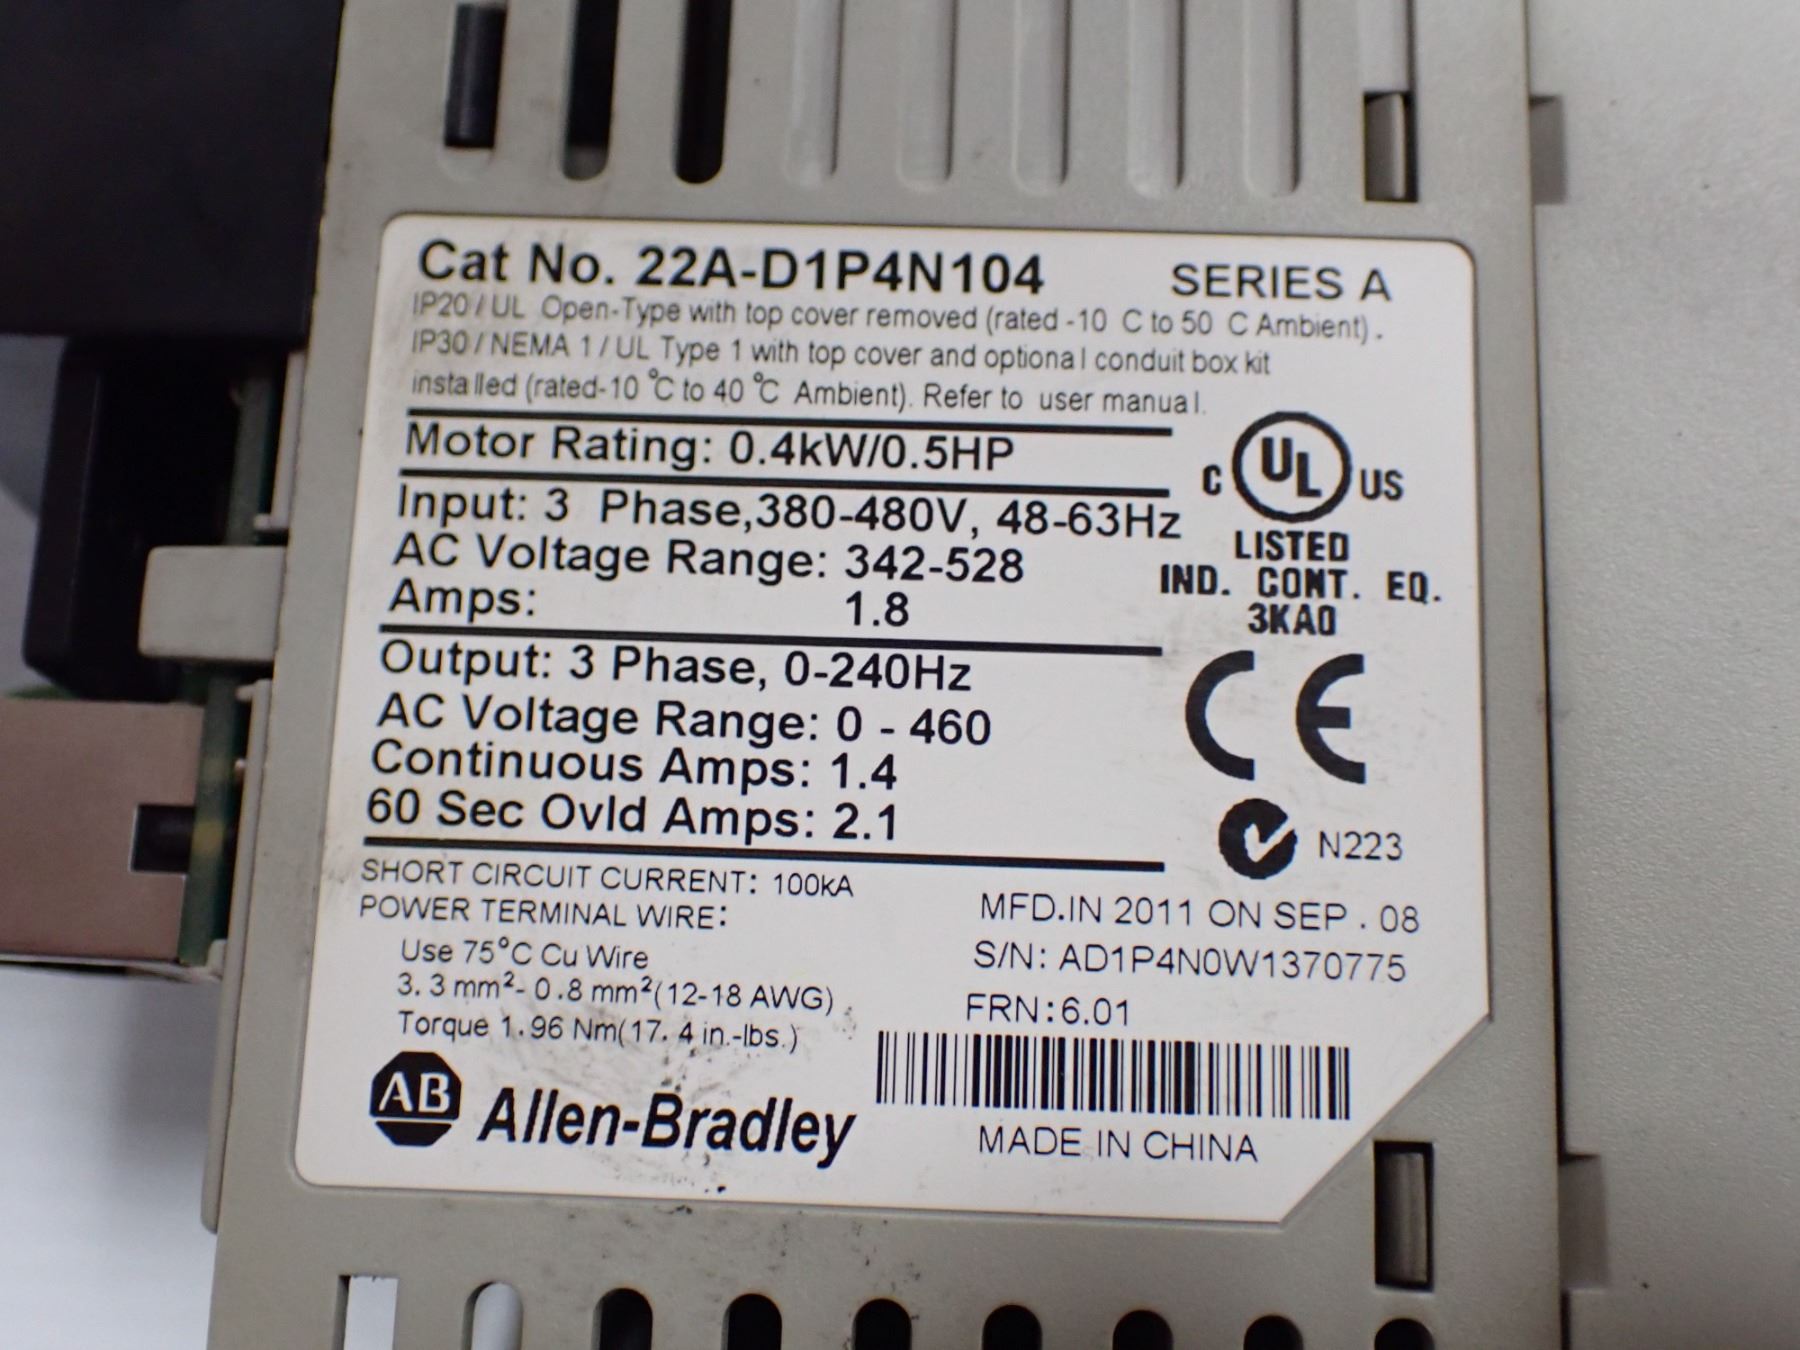 Cat No. 22A-D1P4N104 SERIES A
IP20 / UL Open-Type with top cover removed (rated -10 C to 50 C Ambient) .
IP30 / NEMA 1 / UL Type 1 with top cover and optional conduit box kit
installed (rated-10 °C to 40 °C Ambient). Refer to user manual.
Motor Rating: 0.4kW/0.5HP
Input: 3 Phase,380-480V, 48-63Hz
AC Voltage Range: 342-528
Amps: 1.8
C UL US
LISTED
IND. CONT. EQ.
3KA0
Output: 3 Phase, 0-240Hz
AC Voltage Range: 0 - 460
Continuous Amps: 1.4
60 Sec Ovld Amps: 2.1
CE
N223
SHORT CIRCUIT CURRENT: 100kA
POWER TERMINAL WIRE:
Use 75°C Cu Wire
3.3 mm²- 0.8 mm²(12-18 AWG) .
Torque 1.96 Nm(17.4 in.-lbs.)
MFD.IN 2011 ON SEP . 08
S/N: AD1P4N0W1370775
FRN:6.01
AB Allen-Bradley
MADE IN CHINA